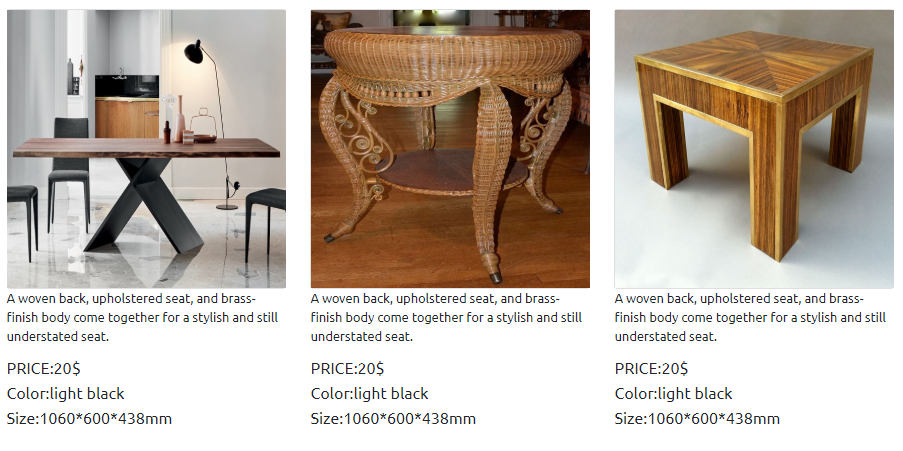 A woven back, upholstered seat, and brass-
finish body come together for a stylish and still
understated seat.
PRICE:20$
Color:light black
Size:1060*600*438mm
A woven back, upholstered seat, and brass-
finish body come together for a stylish and still
understated seat.
PRICE:20$
Color:light black
Size:1060*600*438mm
A woven back, upholstered seat, and brass-
finish body come together for a stylish and still
understated seat.
PRICE:20$
Color:light black
Size:1060*600*438mm